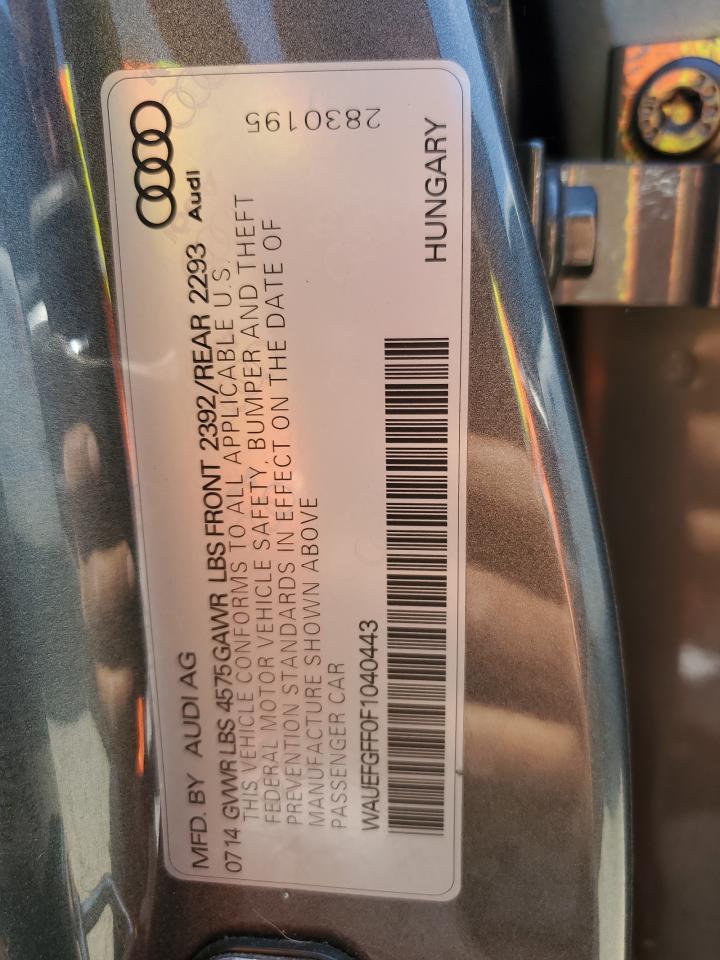 MFD. BY AUDI AG
Audi
0714 GVWR LBS 4575 GAWR LBS FRONT 2392/REAR 2293
THIS VEHICLE CONFORMS TO ALL APPLICABLE U.S.
FEDERAL MOTOR VEHICLE SAFETY, BUMPER AND THEFT
PREVENTION STANDARDS IN EFFECT ON THE DATE OF
MANUFACTURE SHOWN ABOVE
PASSENGER CAR
2830195
WAUEFGFF0F1040443
HUNGARY